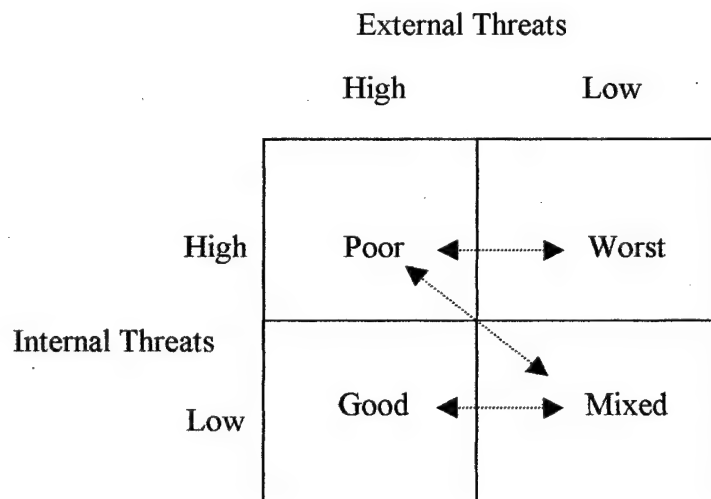 External Threats
High Low
High Poor Worst
Internal Threats
Low Good Mixed